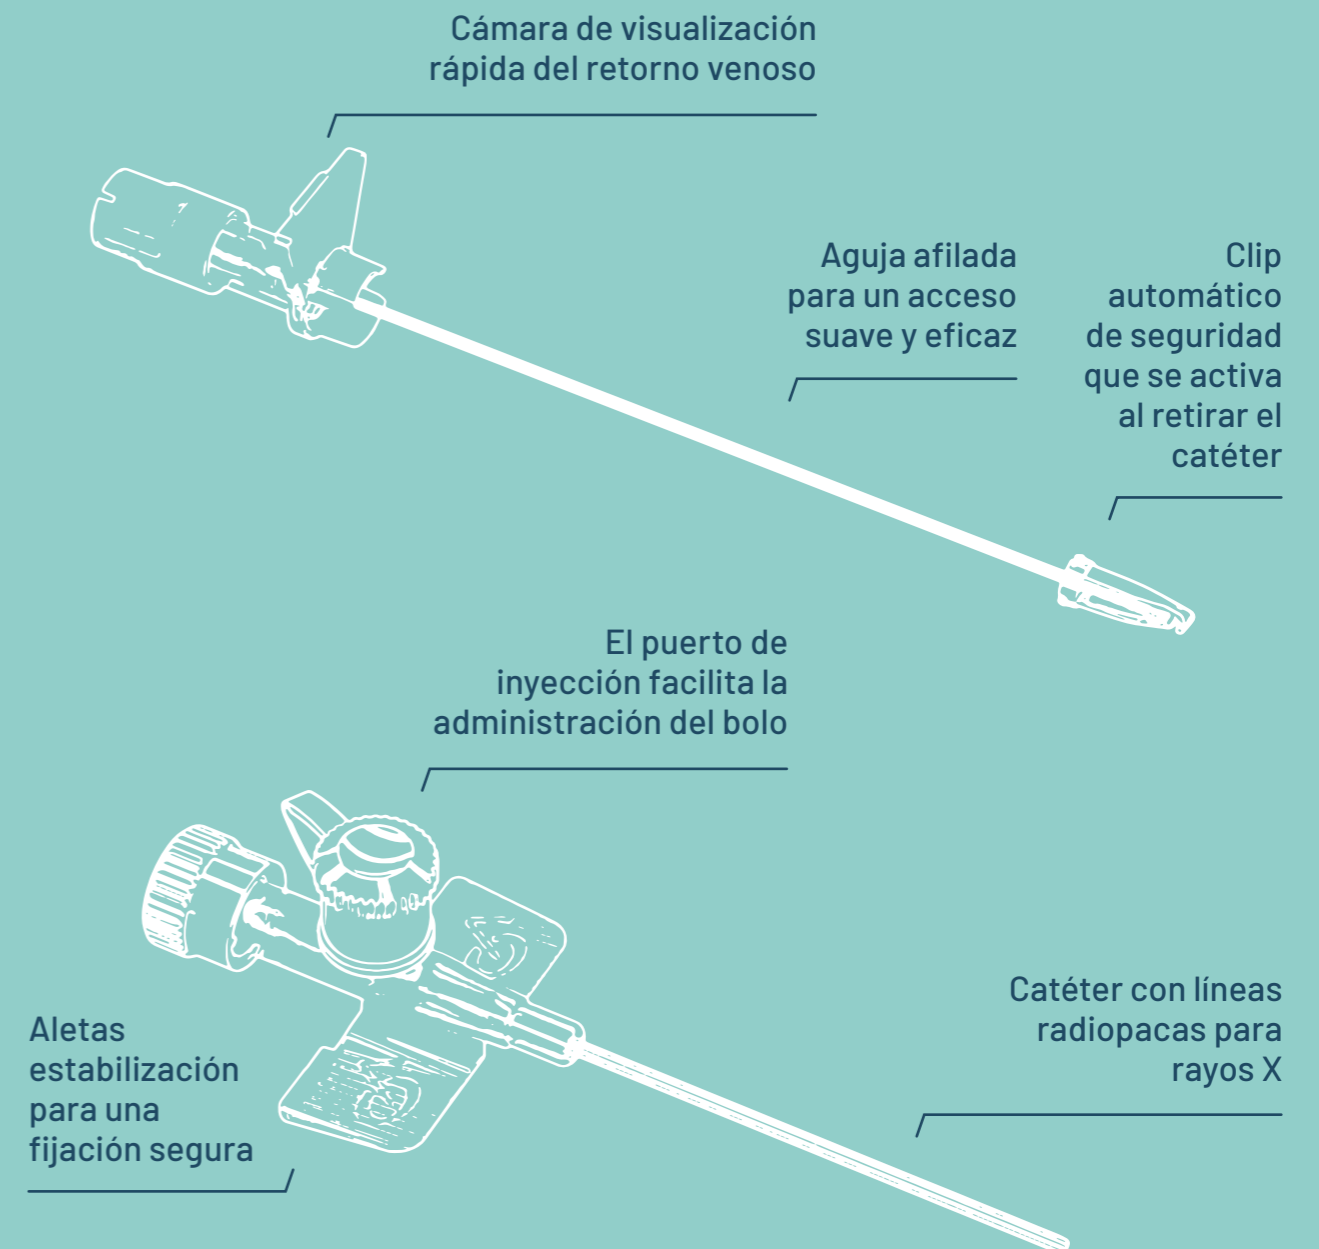 Cámara de visualización
rápida del retorno venoso
Aguja afilada
para un acceso
suave y eficaz
Clip
automático
de seguridad
que se activa
al retirar el
catéter
El puerto de
inyección facilita la
administración del bolo
Aletas
estabilización
para una
fijación segura
Catéter con líneas
radiopacas para
rayos X